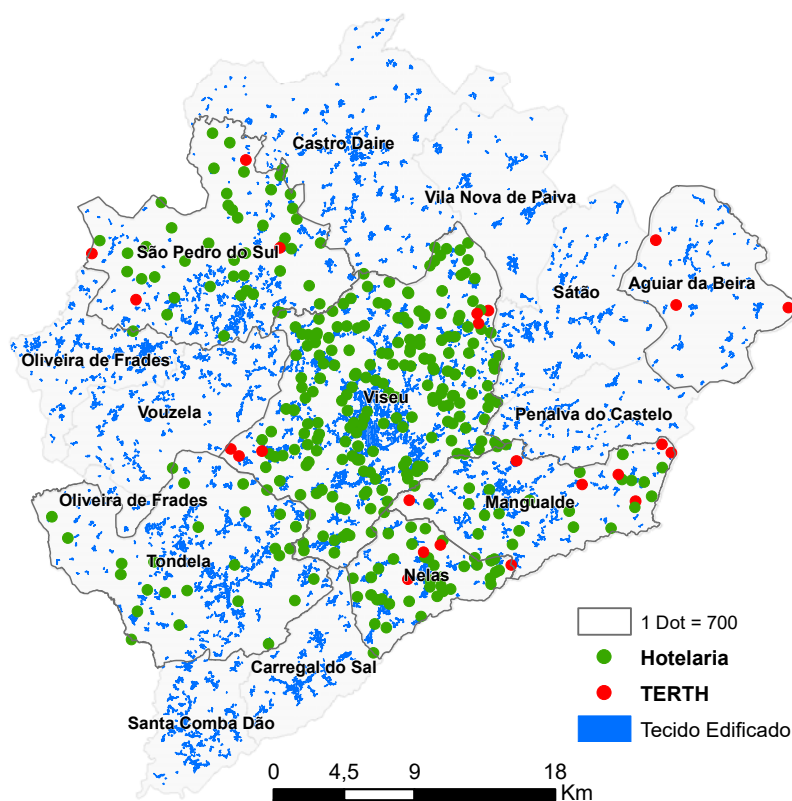 Castro Daire
Vila Nova de Paiva
São Pedro do Sul
Aguiar da Beira
Sátão
Oliveira de Frades
Viseu
Vouzela
Penalva do Castelo
Oliveira de Frades
Mangualde
Tondela
Nelas
1 Dot = 700
Hotelaria
Carregal do Sal
TERTH
Santa Comba Dão
Tecido Edificado
0 4,5 9 18
Km